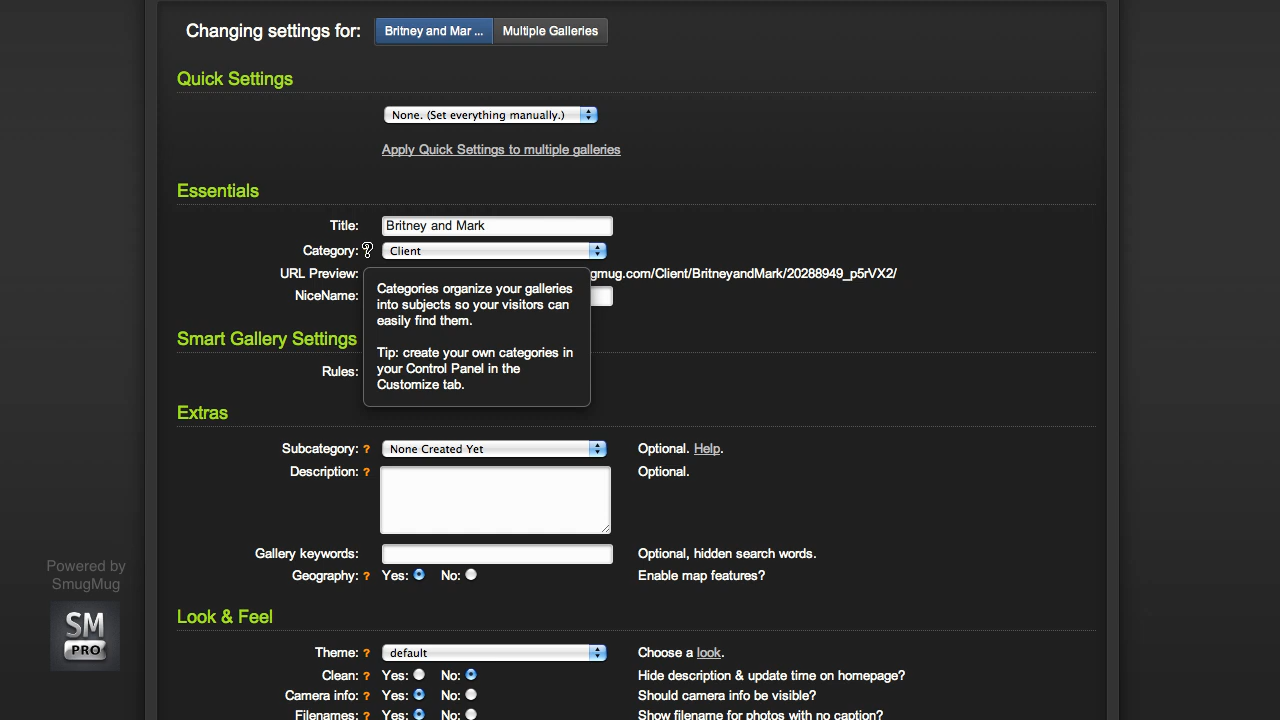 Changing settings for: Britney and Mar ... Multiple Galleries
Quick Settings
None. (Set everything manually.)
Apply Quick Settings to multiple galleries
Essentials
Title: Britney and Mark
Category: ? Client
URL Preview: gmug.com/Client/BritneyandMark/20288949_p5rVX2/
NiceName:
Categories organize your galleries
into subjects so your visitors can
easily find them.
Tip: create your own categories in
your Control Panel in the
Customize tab.
Smart Gallery Settings
Rules:
Extras
Subcategory: ? None Created Yet Optional. Help.
Description: ? Optional.
Gallery keywords: Optional, hidden search words.
Geography: ? Yes: No: Enable map features?
Look & Feel
Theme: ? default Choose a look.
Clean: ? Yes: No: Hide description & update time on homepage?
Camera info: ? Yes: No: Should camera info be visible?
Filenames: ? Yes: No: Show filename for photos with no caption?
Powered by
SmugMug
SM
PRO